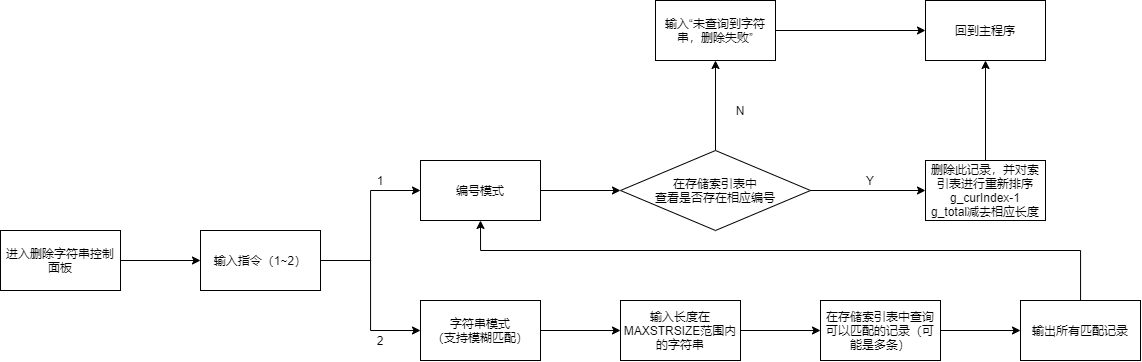 输入“未查询到字符
串，删除失败”
回到主程序
N
1
编号模式
在存储索引表中
查看是否存在相应编号
Y
删除此记录，并对索
引表进行重新排序
g_curIndex-1
g_total减去相应长度
进入删除字符串控制
面板
输入指令（1~2）
2
字符串模式
（支持模糊匹配）
输入长度在
MAXSTRSIZE范围内
的字符串
在存储索引表中查询
可以匹配的记录（可
能是多条）
输出所有匹配记录